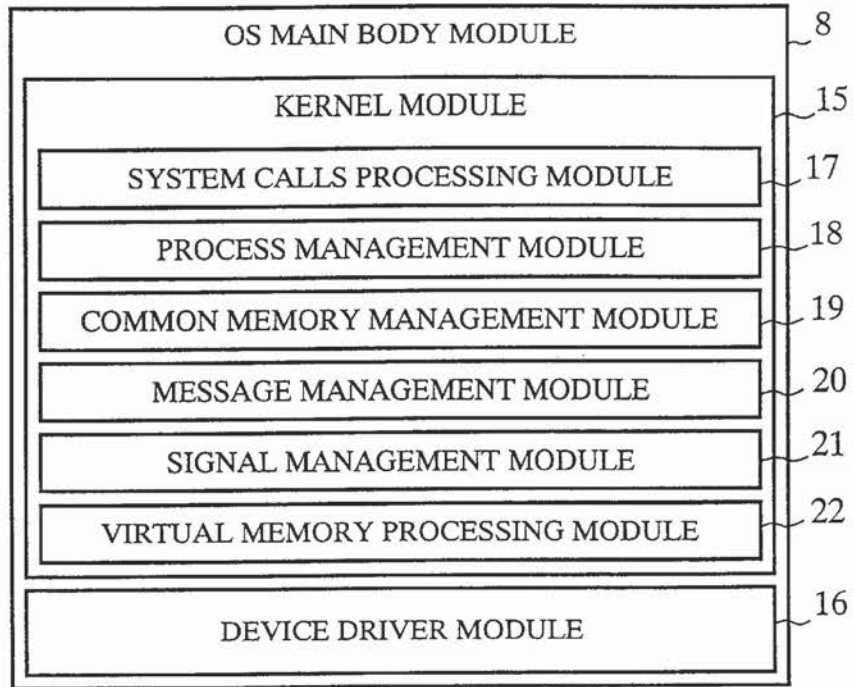 OS MAIN BODY MODULE 8
KERNEL MODULE 15
SYSTEM CALLS PROCESSING MODULE 17
PROCESS MANAGEMENT MODULE 18
COMMON MEMORY MANAGEMENT MODULE 19
MESSAGE MANAGEMENT MODULE 20
SIGNAL MANAGEMENT MODULE 21
VIRTUAL MEMORY PROCESSING MODULE 22
DEVICE DRIVER MODULE 16